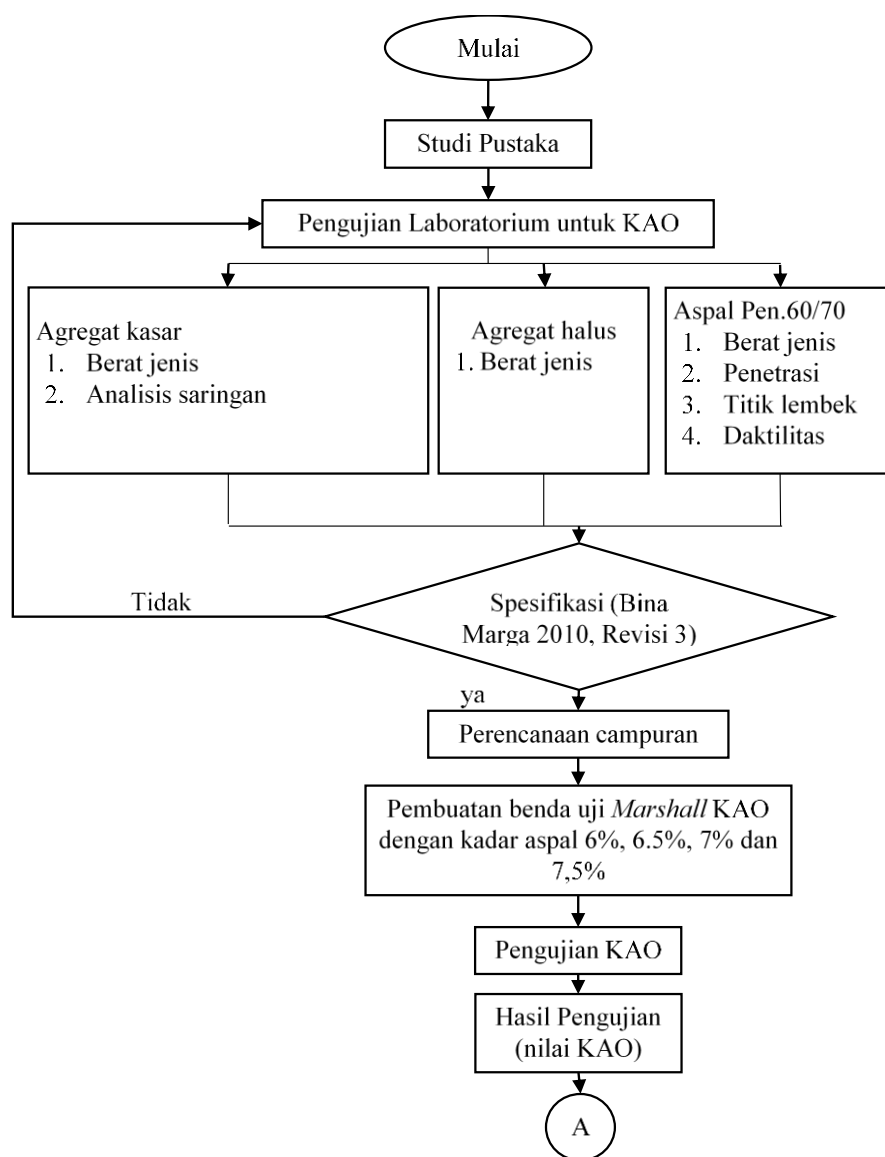 Mulai
Studi Pustaka
Pengujian Laboratorium untuk KAO
Agregat kasar
1. Berat jenis
2. Analisis saringan
Agregat halus
1. Berat jenis
Aspal Pen.60/70
1. Berat jenis
2. Penetrasi
3. Titik lembek
4. Daktilitas
Tidak
Spesifikasi (Bina
Marga 2010, Revisi 3)
ya
Perencanaan campuran
Pembuatan benda uji Marshall KAO
dengan kadar aspal 6%, 6.5%, 7% dan
7,5%
Pengujian KAO
Hasil Pengujian
(nilai KAO)
A